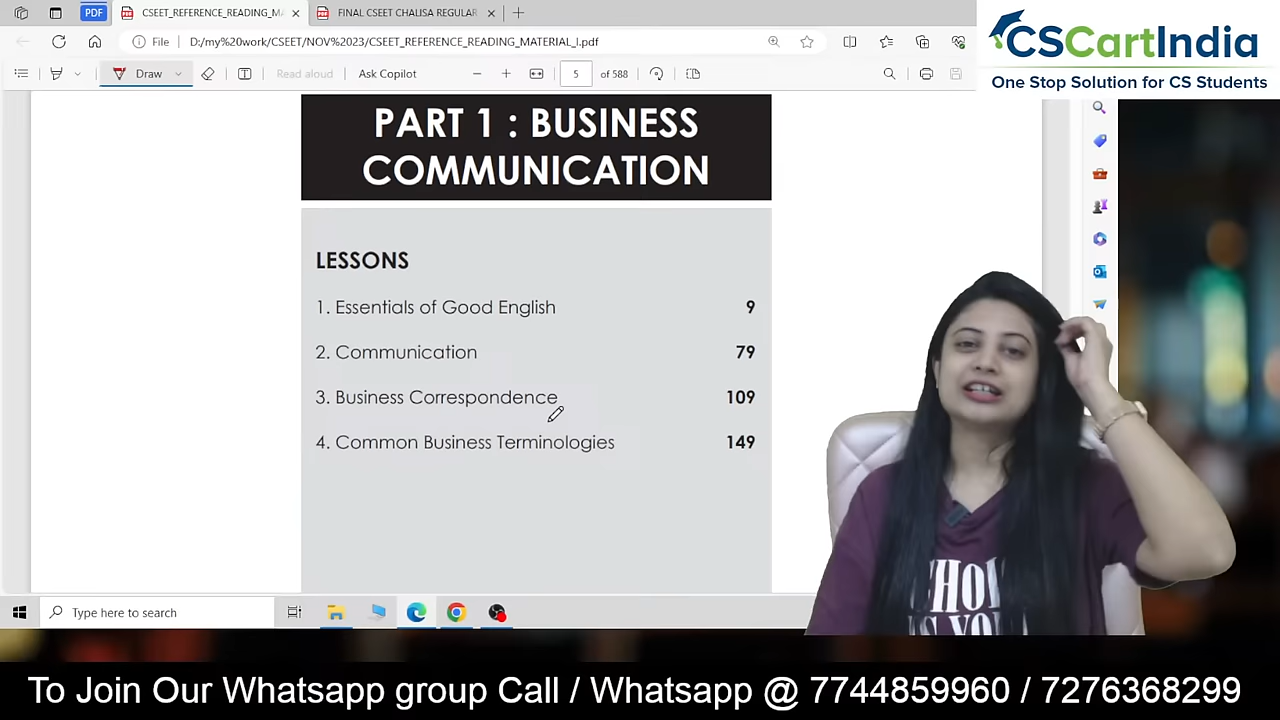 PDF
CSEET_REFERENCE_READING_MA
FINAL CSEET CHALISA REGULAR
File
D:/my%20work/CSEET/NOV%2023/CSEET_REFERENCE_READING_MATERIAL_I.pdf
Draw
Read aloud
Ask Copilot
5
of 588
CSCartIndia
One Stop Solution for CS Students
PART 1 : BUSINESS
COMMUNICATION
LESSONS
1. Essentials of Good English 9
2. Communication 79
3. Business Correspondence 109
4. Common Business Terminologies 149
Type here to search
To Join Our Whatsapp group Call / Whatsapp @ 7744859960 / 7276368299